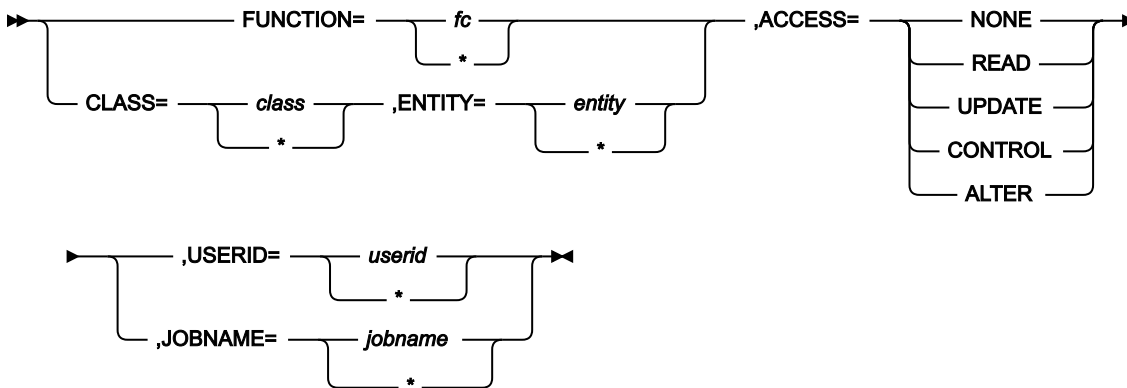 FUNCTION= fc ,ACCESS= NONE
* READ
CLASS= class ,ENTITY= entity UPDATE
* * CONTROL
ALTER
,USERID= userid
*
,JOBNAME= jobname
*